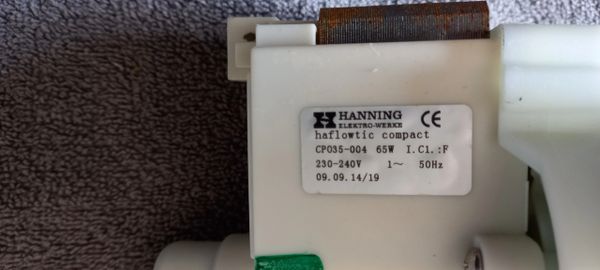 HANNING CE
ELEKTRO-WERKE
haflowtic compact
CP035-004 65W I.Cl.:F
230-240V 1~ 50Hz
09.09.14/19